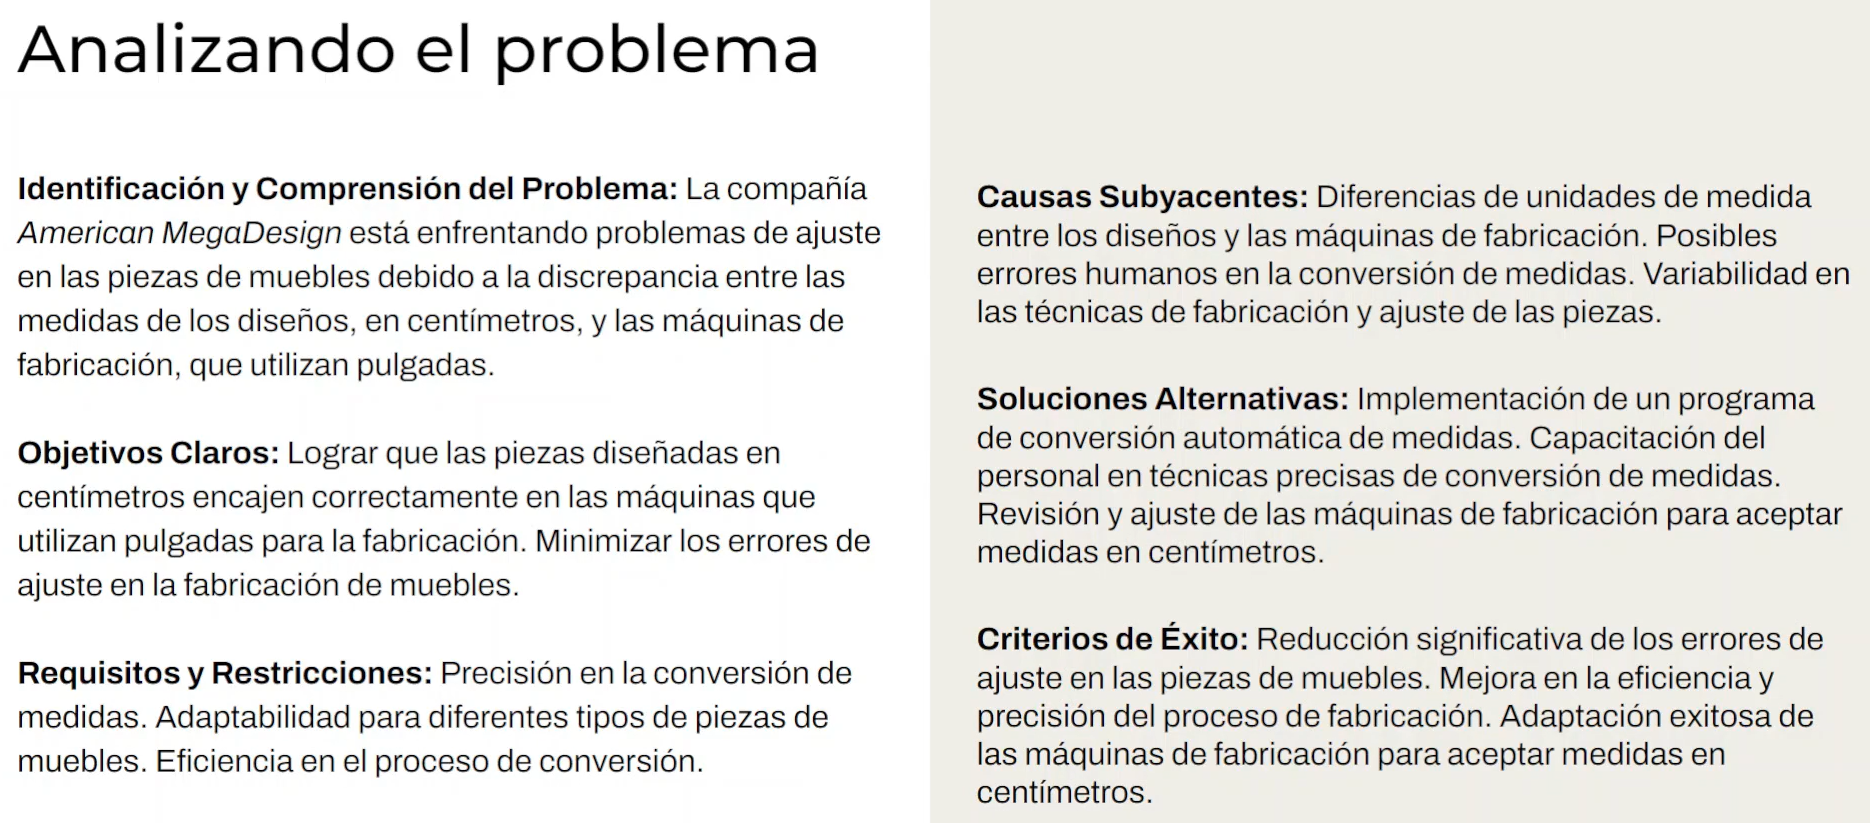 Analizando el problema
Identificación y Comprensión del Problema: La compañía
American MegaDesign está enfrentando problemas de ajuste
en las piezas de muebles debido a la discrepancia entre las
medidas de los diseños, en centímetros, y las máquinas de
fabricación, que utilizan pulgadas.
Objetivos Claros: Lograr que las piezas diseñadas en
centímetros encajen correctamente en las máquinas que
utilizan pulgadas para la fabricación. Minimizar los errores de
ajuste en la fabricación de muebles.
Requisitos y Restricciones: Precisión en la conversión de
medidas. Adaptabilidad para diferentes tipos de piezas de
muebles. Eficiencia en el proceso de conversión.
Causas Subyacentes: Diferencias de unidades de medida
entre los diseños y las máquinas de fabricación. Posibles
errores humanos en la conversión de medidas. Variabilidad en
las técnicas de fabricación y ajuste de las piezas.
Soluciones Alternativas: Implementación de un programa
de conversión automática de medidas. Capacitación del
personal en técnicas precisas de conversión de medidas.
Revisión y ajuste de las máquinas de fabricación para aceptar
medidas en centímetros.
Criterios de Éxito: Reducción significativa de los errores de
ajuste en las piezas de muebles. Mejora en la eficiencia y
precisión del proceso de fabricación. Adaptación exitosa de
las máquinas de fabricación para aceptar medidas en
centímetros.